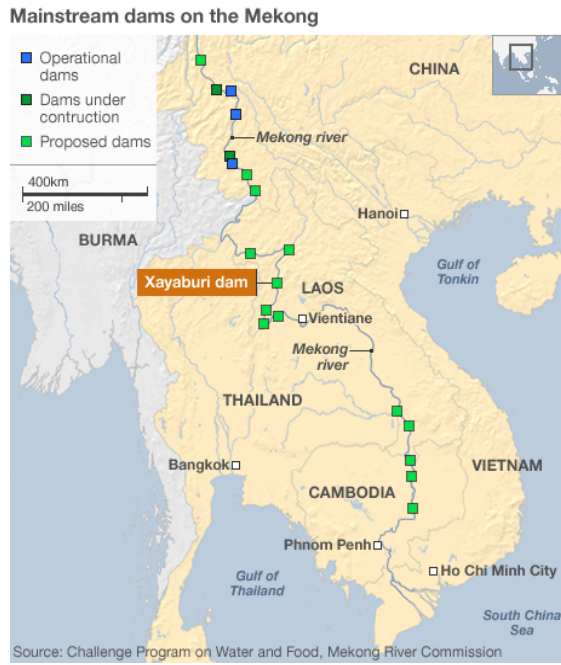 Mainstream dams on the Mekong
Operational
dams
Dams under
contruction
Proposed dams
400km
200 miles
CHINA
Mekong river
BURMA
Hanoi
Gulf of
Tonkin
Xayaburi dam
LAOS
Vientiane
Mekong
river
THAILAND
Bangkok
VIETNAM
CAMBODIA
Phnom Penh
Ho Chi Minh City
Gulf of
Thailand
South China
Sea
Source: Challenge Program on Water and Food, Mekong River Commission